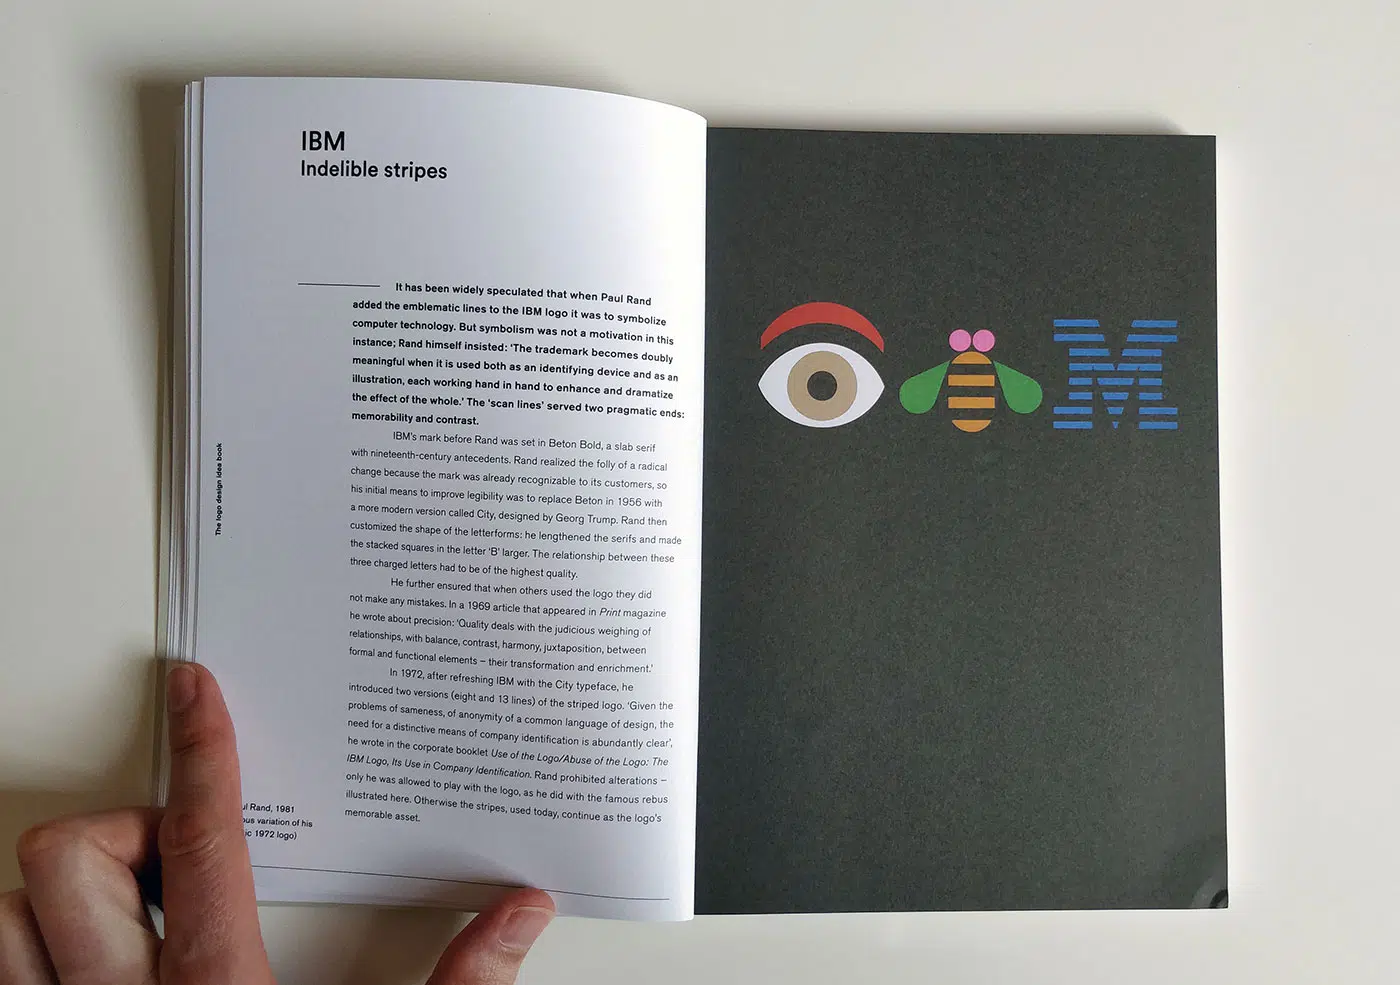 IBM
Indelible stripes
It has been widely speculated that when Paul Rand
added the emblematic lines to the IBM logo it was to symbolize
computer technology. But symbolism was not a motivation in this
instance; Rand himself insisted: ‘The trademark becomes doubly
meaningful when it is used both as an identifying device and as an
illustration, each working hand in hand to enhance and dramatize
the effect of the whole.’ The ‘scan lines’ served two pragmatic ends:
memorability and contrast.
IBM’s mark before Rand was set in Beton Bold, a slab serif
with nineteenth-century antecedents. Rand realized the folly of a radical
change because the mark was already recognizable to its customers, so
his initial means to improve legibility was to replace Beton in 1956 with
a more modern version called City, designed by Georg Trump. Rand then
customized the shape of the letterforms: he lengthened the serifs and made
the stacked squares in the letter ‘B’ larger. The relationship between these
three charged letters had to be of the highest quality.
He further ensured that when others used the logo they did
not make any mistakes. In a 1969 article that appeared in Print magazine
he wrote about precision: ‘Quality deals with the judicious weighing of
relationships, with balance, contrast, harmony, juxtaposition, between
formal and functional elements – their transformation and enrichment.’
In 1972, after refreshing IBM with the City typeface, he
introduced two versions (eight and 13 lines) of the striped logo. ‘Given the
problems of sameness, of anonymity of a common language of design, the
need for a distinctive means of company identification is abundantly clear’,
he wrote in the corporate booklet Use of the Logo/Abuse of the Logo: The
IBM Logo, Its Use in Company Identification. Rand prohibited alterations –
only he was allowed to play with the logo, as he did with the famous rebus
illustrated here. Otherwise the stripes, used today, continue as the logo’s
memorable asset.
The logo design idea book
Rand, 1981
variation of his
1972 logo)
M